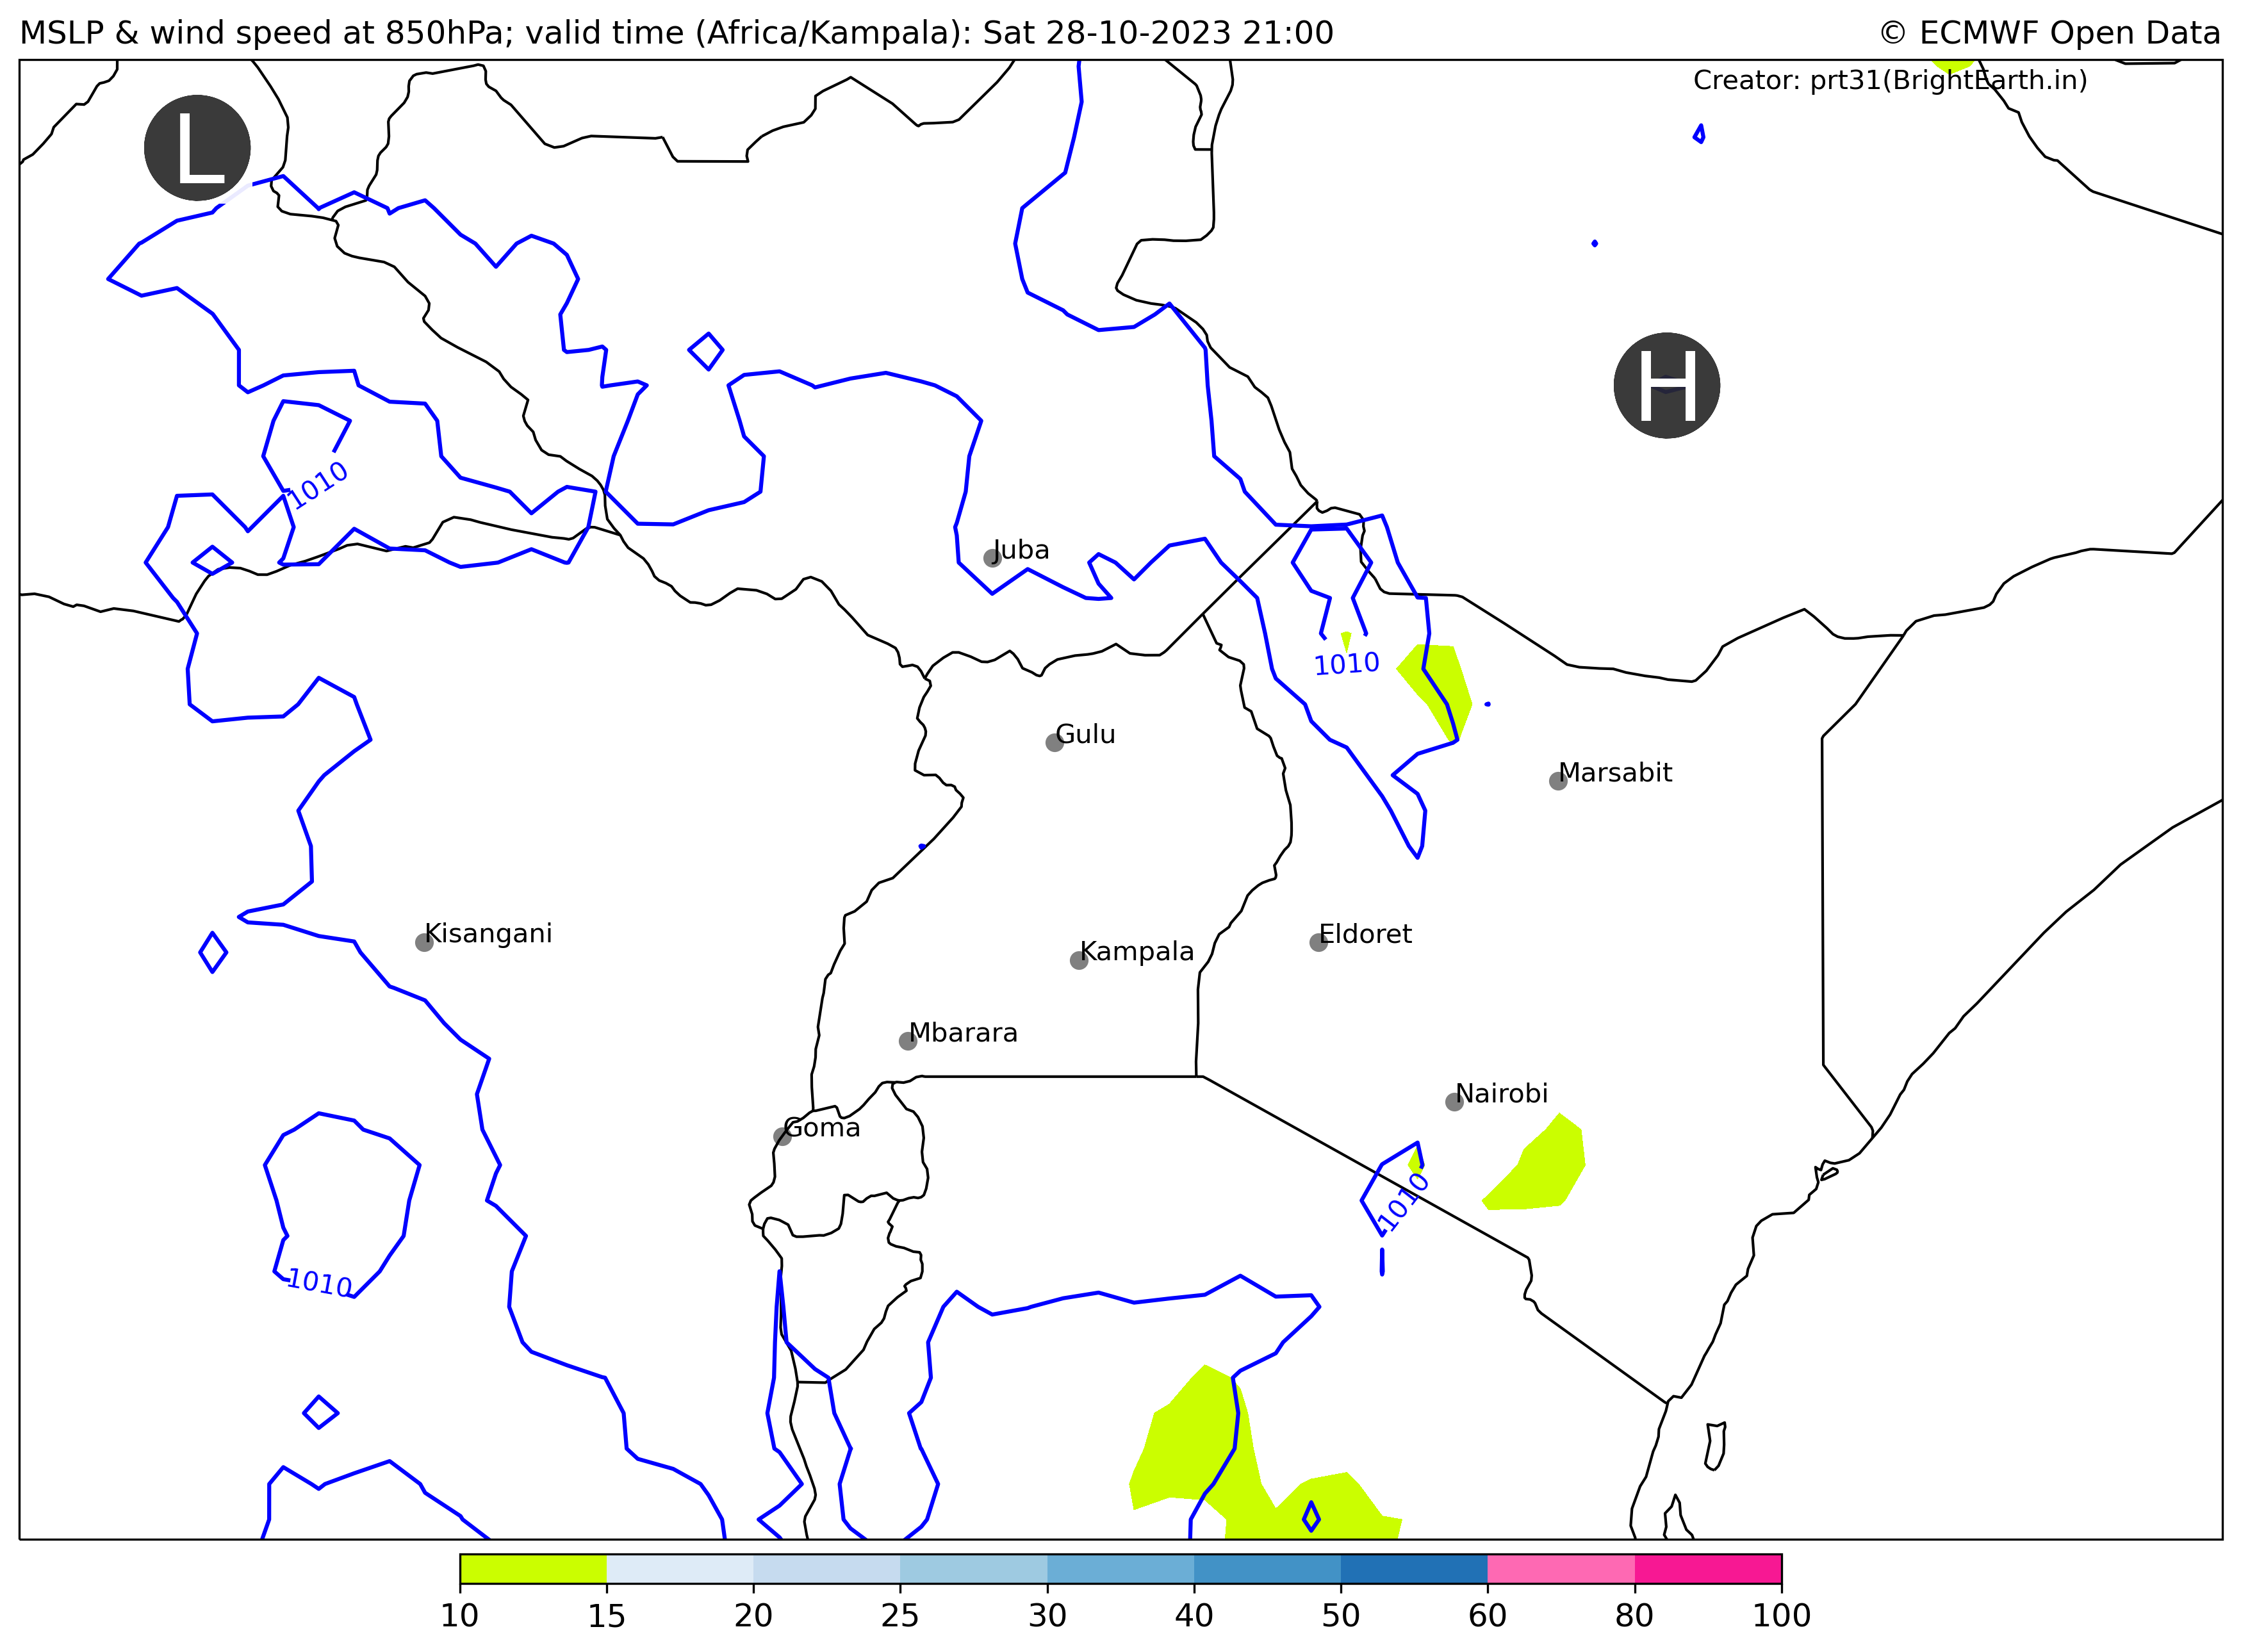 MSLP & wind speed at 850hPa; valid time (Africa/Kampala): Sat 28-10-2023 21:00
© ECMWF Open Data
Creator: prt31(BrightEarth.in)
L
H
1010
Juba
1010
Gulu
Marsabit
Kisangani
Eldoret
Kampala
Mbarara
Nairobi
Goma
1010
1010
10 15 20 25 30 40 50 60 80 100